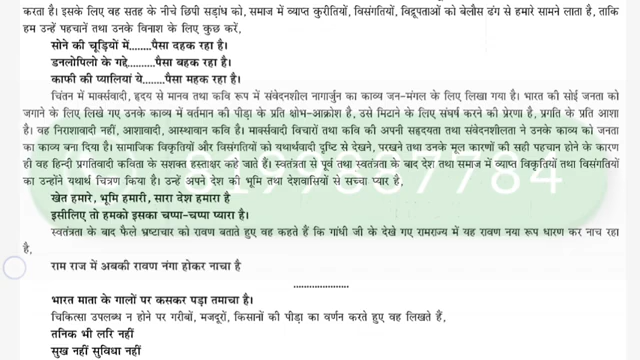 करता है। इसके लिए वह सतह के नीचे छिपी सड़ांध को, समाज में व्याप्त कुरीतियों, विसंगतियों, विद्रूपताओं को बेलौस ढंग से हमारे सामने लाता है, ताकि
हम उन्हें पहचानें तथा उनके विनाश के लिए कुछ करें,
सोने की चूड़ियों में........पैसा दहक रहा है।
डनलोपिलो के गद्दे..........पैसा बहक रहा है।
काफी की प्यालियां ये.......पैसा महक रहा है।
चिंतन में मार्क्सवादी, हृदय से मानव तथा कवि रूप में संवेदनशील नागार्जुन का काव्य जन-मंगल के लिए लिखा गया है। भारत की सोई जनता को
जगाने के लिए लिखे गए उनके काव्य में वर्तमान की पीड़ा के प्रति क्षोभ-आक्रोश है, उसे मिटाने के लिए संघर्ष करने की प्रेरणा है, प्रगति के प्रति आशा
है। वह निराशावादी नहीं, आशावादी, आस्थावान कवि है। मार्क्सवादी विचारों तथा कवि की अपनी सहृदयता तथा संवेदनशीलता ने उनके काव्य को जनता
का काव्य बना दिया है। सामाजिक विकृतियों और विसंगतियों को यथार्थवादी दृष्टि से देखने, परखने तथा उनके मूल कारणों की सही पहचान होने के कारण
ही वह हिन्दी प्रगतिवादी कविता के सशक्त हस्ताक्षर कहे जाते हैं। स्वतंत्रता से पूर्व तथा स्वतंत्रता के बाद देश तथा समाज में व्याप्त विकृतियों तथा विसंगतियों
का उन्होंने यथार्थ चित्रण किया है। उन्हें अपने देश की भूमि तथा देशवासियों से सच्चा प्यार है,
खेत हमारे, भूमि हमारी, सारा देश हमारा है
इसीलिए तो हमको इसका चप्पा-चप्पा प्यारा है।
स्वतंत्रता के बाद फैले भ्रष्टाचार को रावण बताते हुए वह कहते हैं कि गांधी जी के देखे गए रामराज्य में यह रावण नया रूप धारण कर नाच रहा
है,
राम राज में अबकी रावण नंगा होकर नाचा है
.....................
भारत माता के गालों पर कसकर पड़ा तमाचा है।
चिकित्सा उपलब्ध न होने पर गरीबों, मजदूरों, किसानों की पीड़ा का वर्णन करते हुए वह लिखते हैं,
तनिक भी लरि नहीं
सुख नहीं सुविधा नहीं